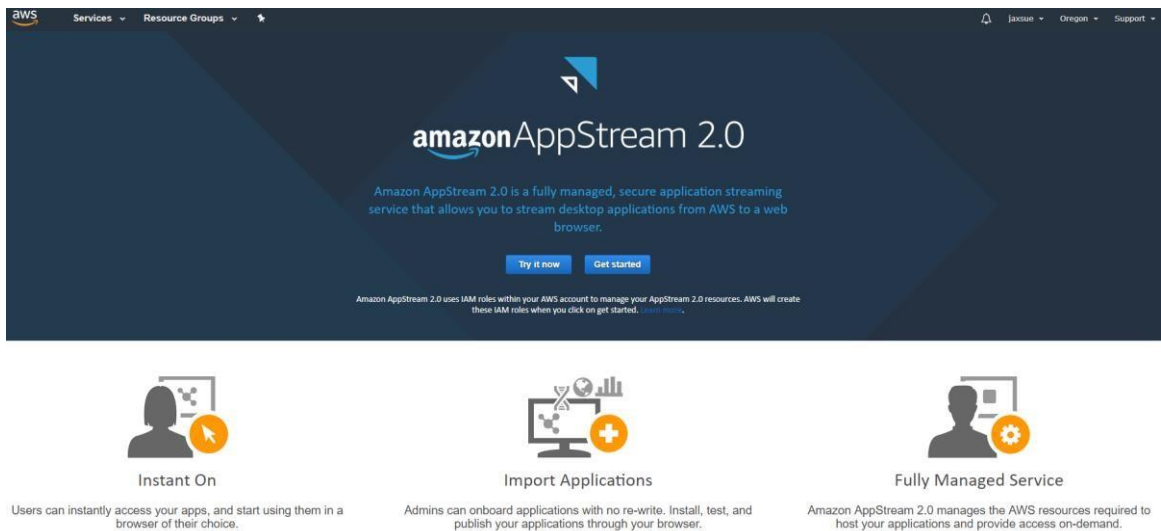 aws Services Resource Groups jaxsue Oregon Support
amazon AppStream 2.0
Amazon AppStream 2.0 is a fully managed, secure application streaming
service that allows you to stream desktop applications from AWS to a web
browser.
Try it now Get started
Amazon AppStream 2.0 uses IAM roles within your AWS account to manage your AppStream 2.0 resources. AWS will create
these IAM roles when you click on get started. Learn more.
Instant On Import Applications Fully Managed Service
Users can instantly access your apps, and start using them in a Admins can onboard applications with no re-write. Install, test, and Amazon AppStream 2.0 manages the AWS resources required to
browser of their choice. publish your applications through your browser. host your applications and provide access on-demand.